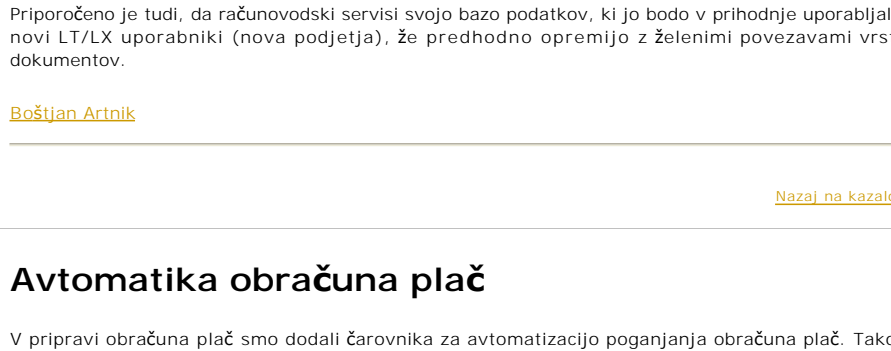 Priporočeno je tudi, da računovodski servisi svojo bazo podatkov, ki jo bodo v prihodnje uporabljal
novi LT/LX uporabniki (nova podjetja), že predhodno opremijo z želenimi povezavami vrst
dokumentov.
Boštjan Artnik
Nazaj na kazalo
Avtomatika obračuna plač
V pripravi obračuna plač smo dodali čarovnika za avtomatizacijo poganjanja obračuna plač. Tako